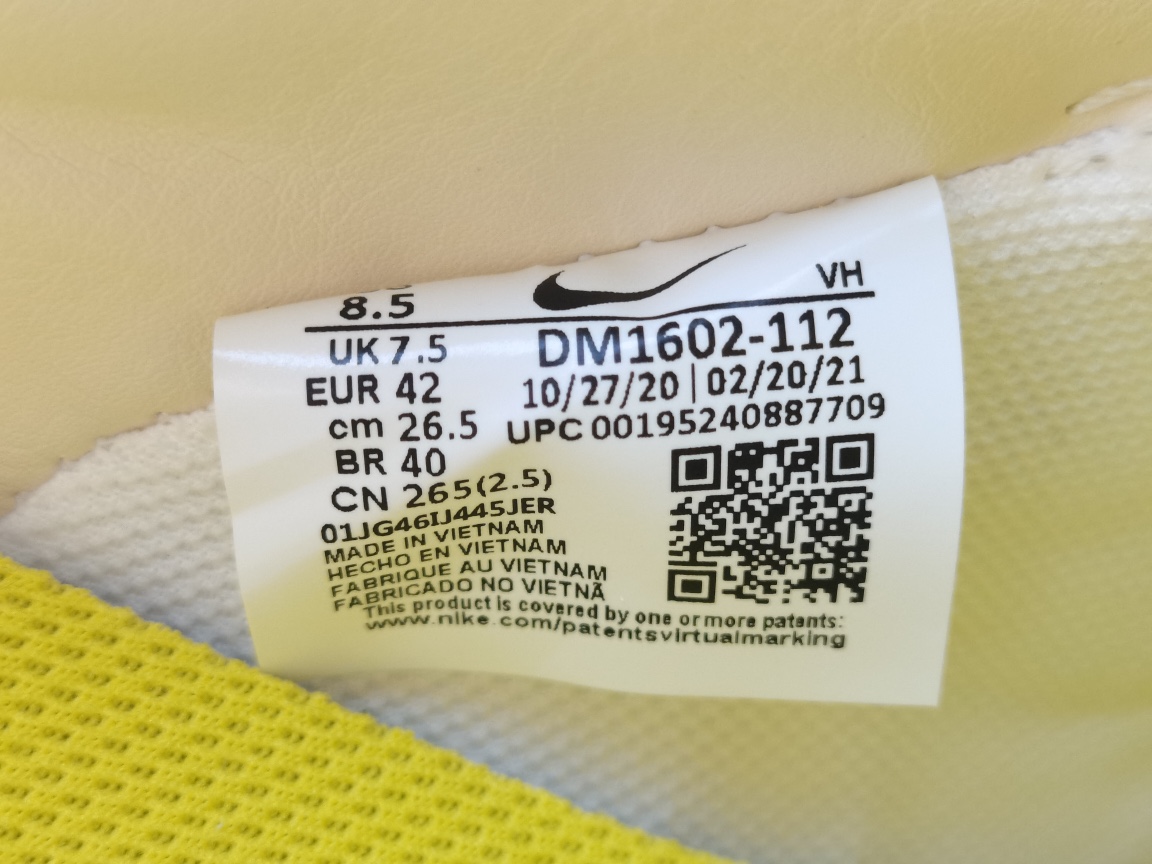 8.5 VH
UK 7.5 DM1602-112
EUR 42 10/27/20 | 02/20/21
cm 26.5 UPC 00195240887709
BR 40
CN 265(2.5)
01JG46IJ445JER
MADE IN VIETNAM
HECHO EN VIETNAM
FABRIQUE AU VIETNAM
FABRICADO NO VIETNÃ
This product is covered by one or more patents:
www.nike.com/patentsvirtualmarking